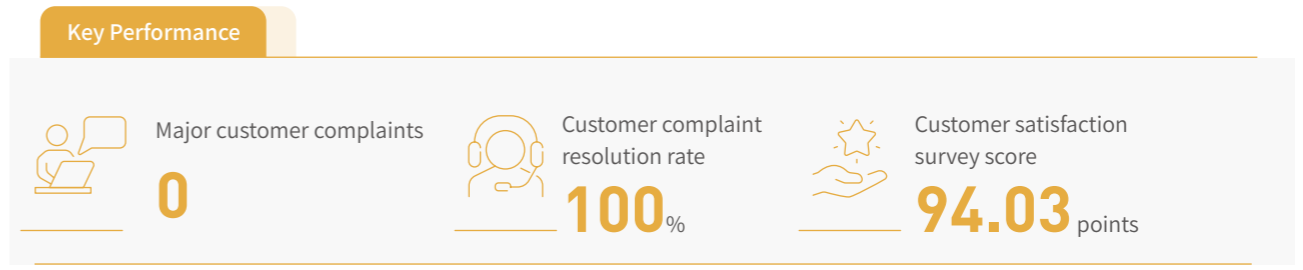 Key Performance
Major customer complaints
0
Customer complaint
resolution rate
100%
Customer satisfaction
survey score
94.03 points